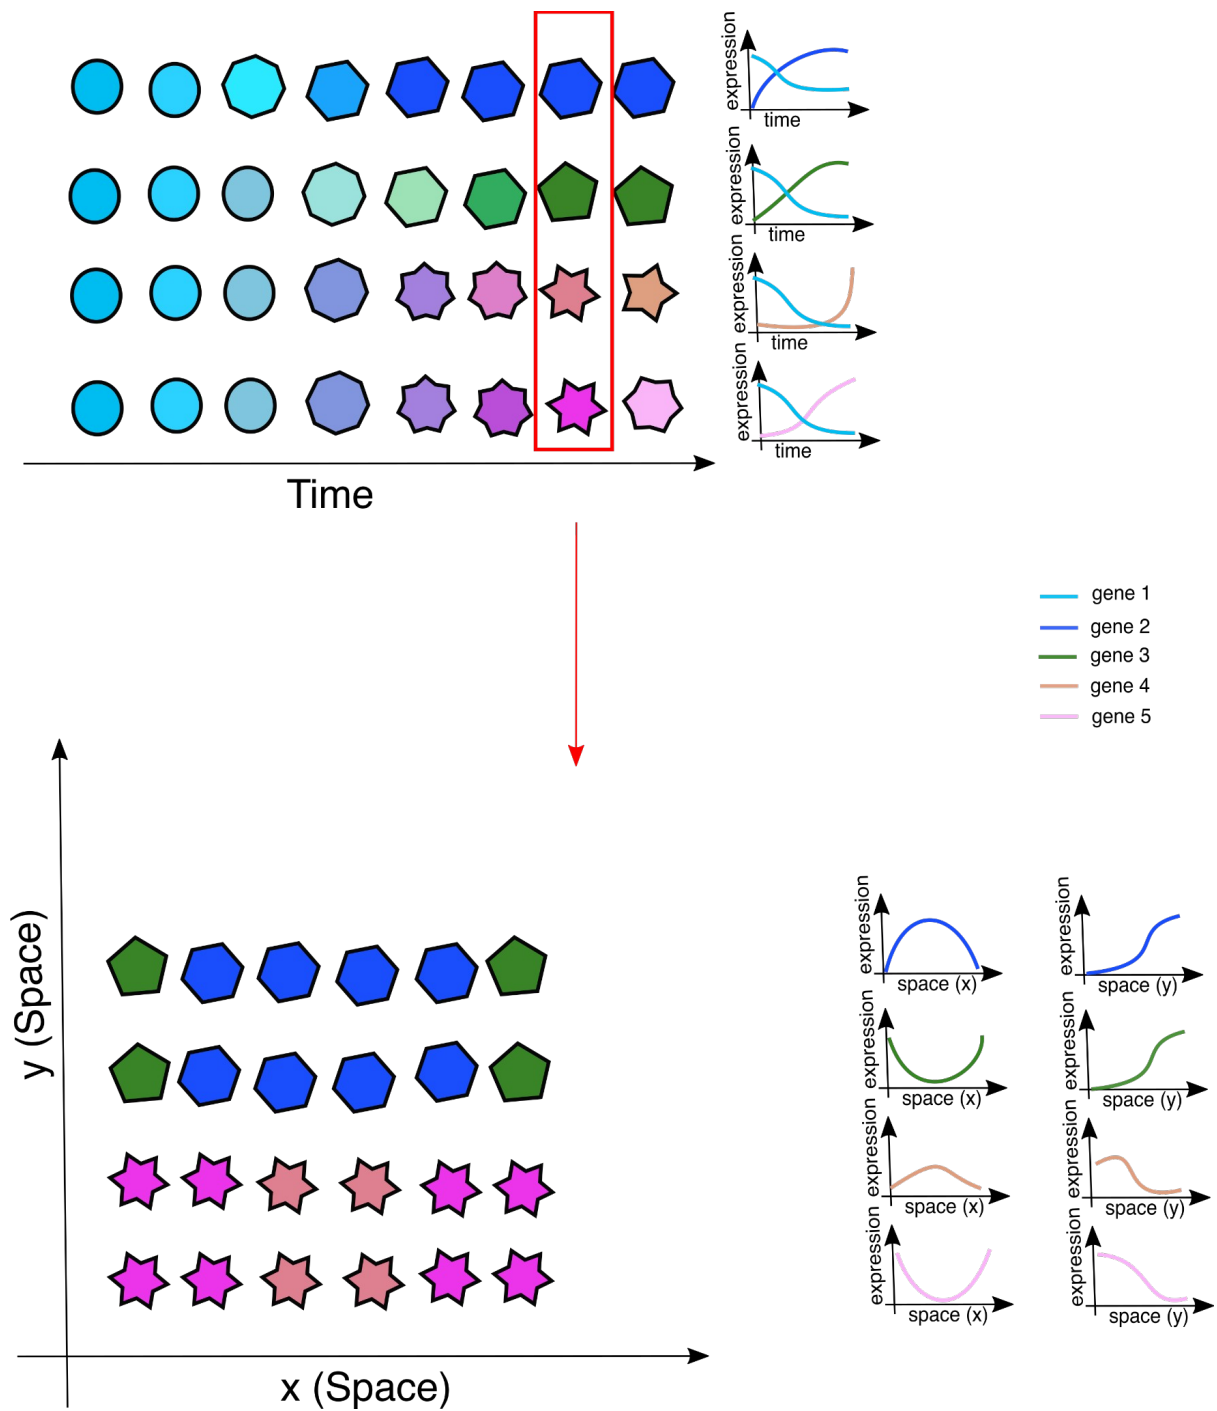 expression
time
expression
time
expression
time
expression
time
Time
gene 1
gene 2
gene 3
gene 4
gene 5
y (Space)
x (Space)
expression
space (x)
expression
space (y)
expression
space (x)
expression
space (y)
expression
space (x)
expression
space (y)
expression
space (x)
expression
space (y)